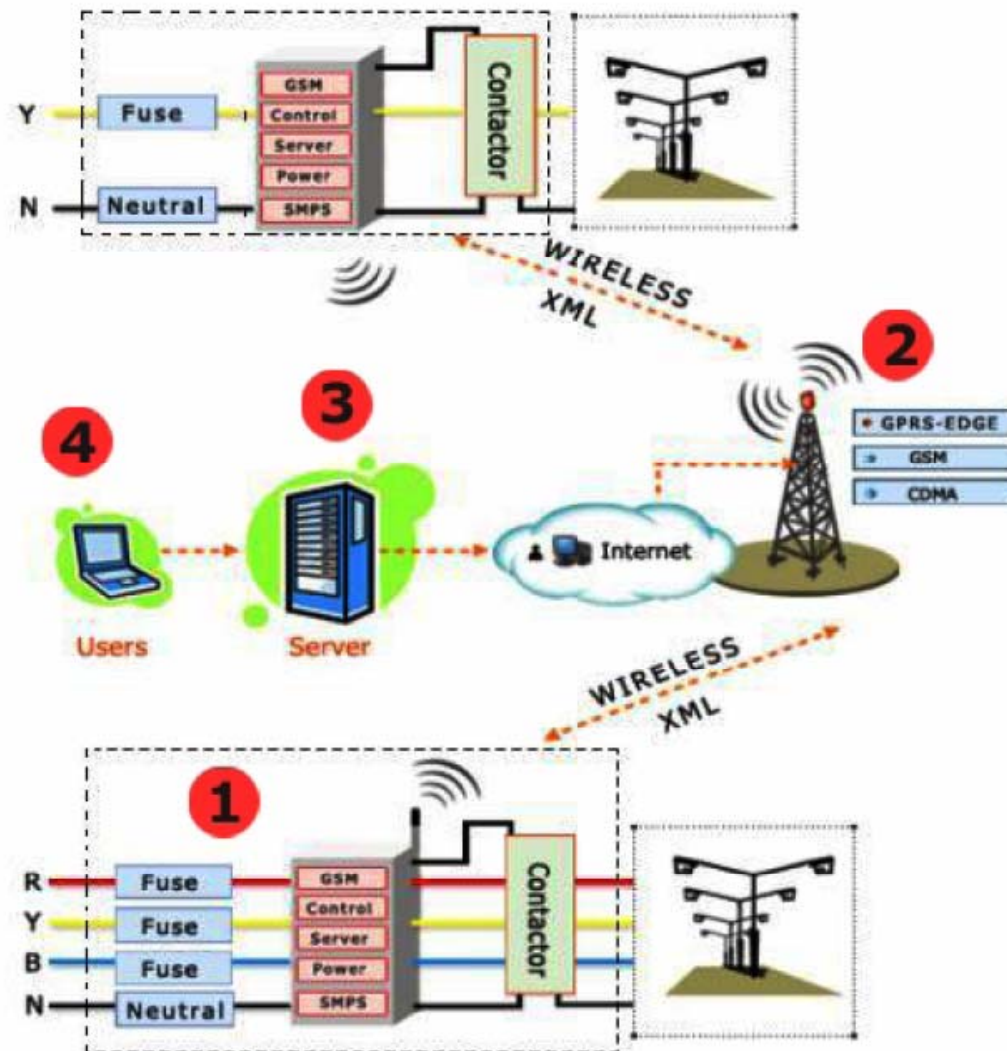 GSM
Y Fuse Control
Server
Power
N Neutral SMPS
Contactor
WIRELESS
XML
2
3
4
GPRS-EDGE
GSM
CDMA
Internet
Users
Server
WIRELESS
XML
1
R Fuse GSM
Control
Y Fuse
Server
B Fuse Power
N Neutral SMPS
Contactor